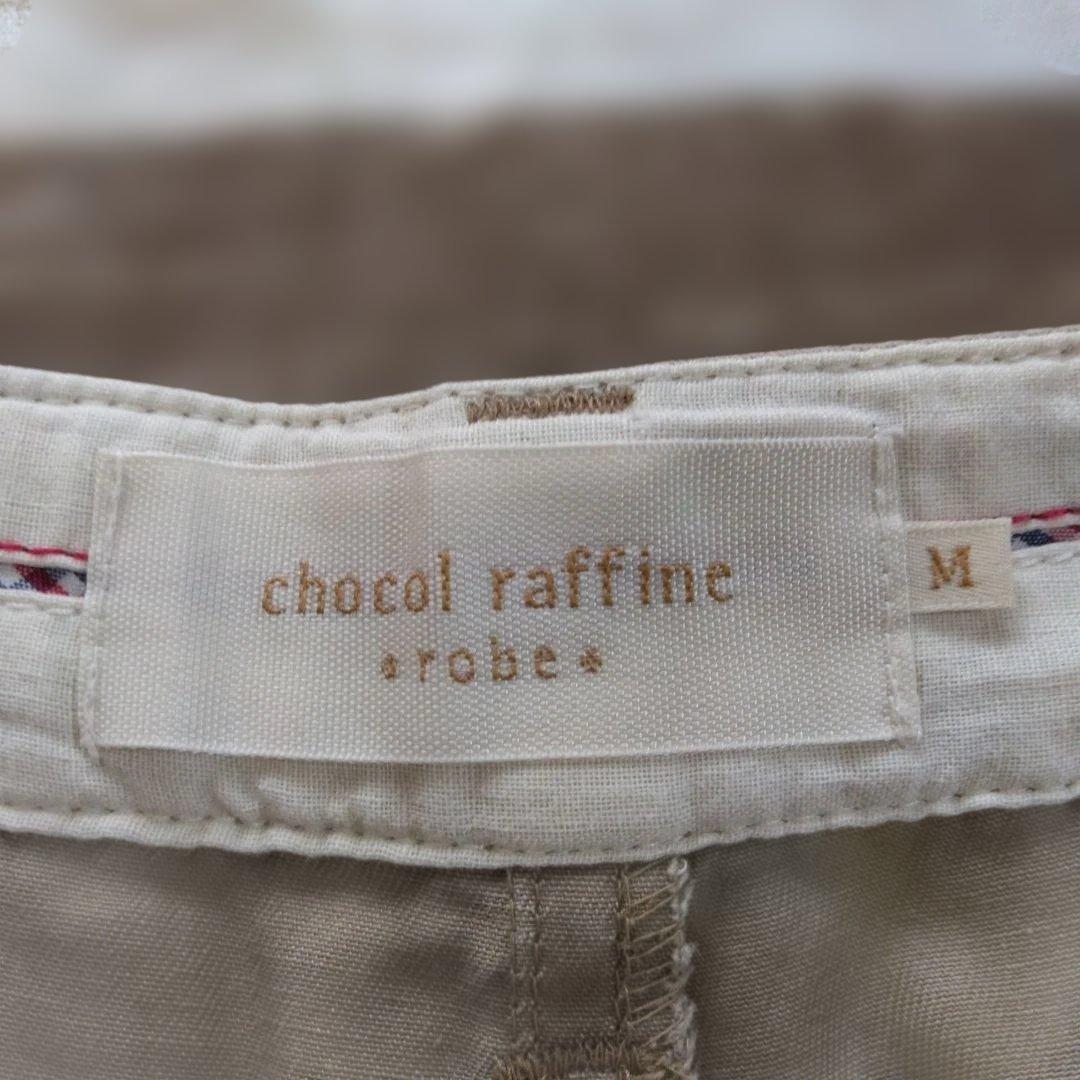 chocol raffine
*robe*
M